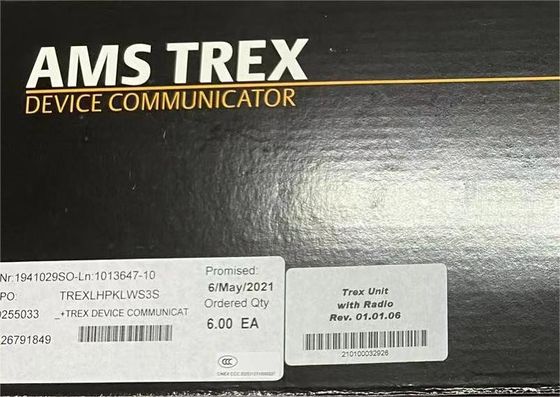 AMS TREX
DEVICE COMMUNICATOR
Nr:1941029SO-Ln:1013647-10
Promised:
6/May/2021
PO: TREXLHPKLWS3S
Ordered Qty
0255033 _+TREX DEVICE COMMUNICAT
6.00 EA
26791849
CCC
Trex Unit
with Radio
Rev. 01.01.06
210100032926